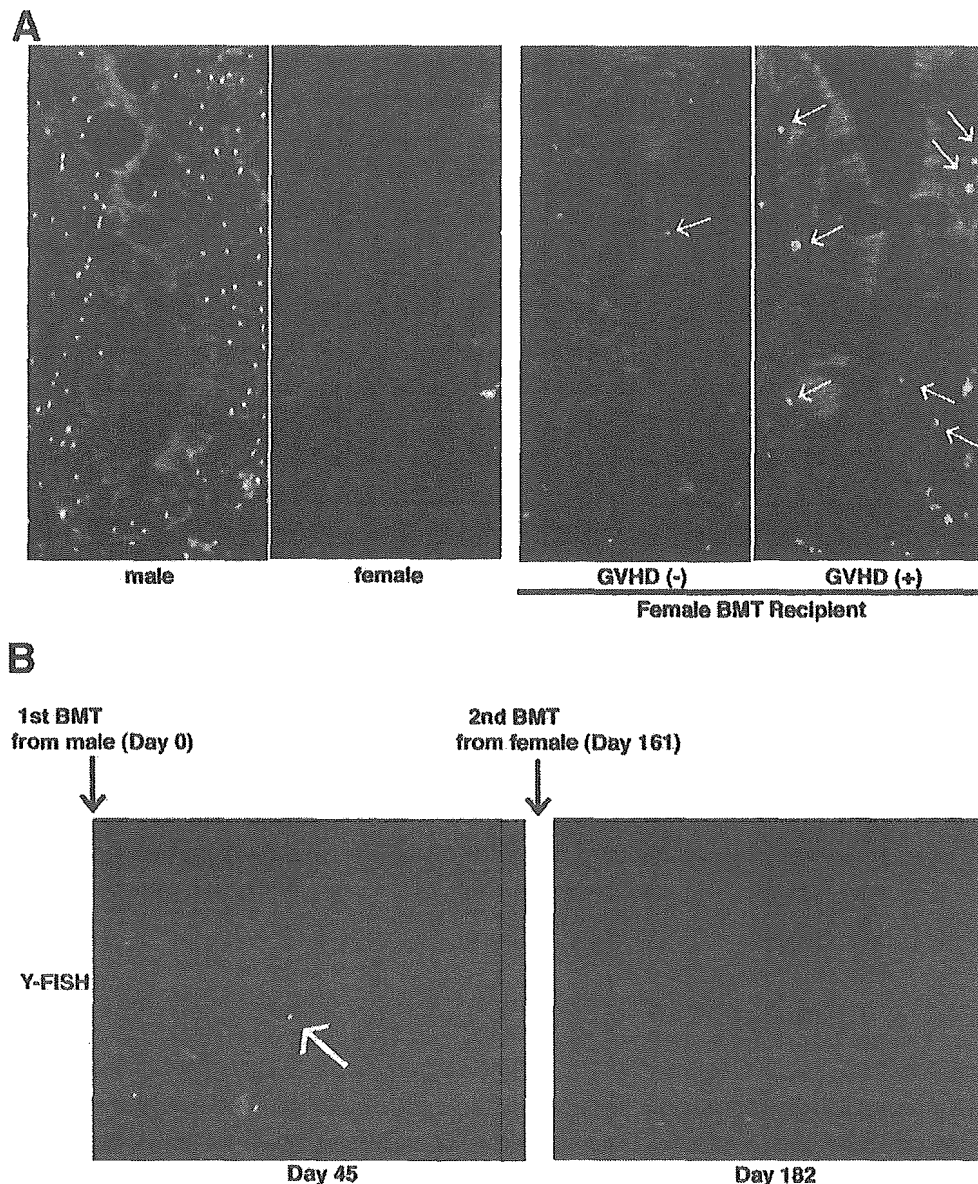 A
male
female
GVHD (-)
GVHD (+)
Female BMT Recipient
B
1st BMT
from male (Day 0)
2nd BMT
from female (Day 161)
Y-FISH
Day 45
Day 182